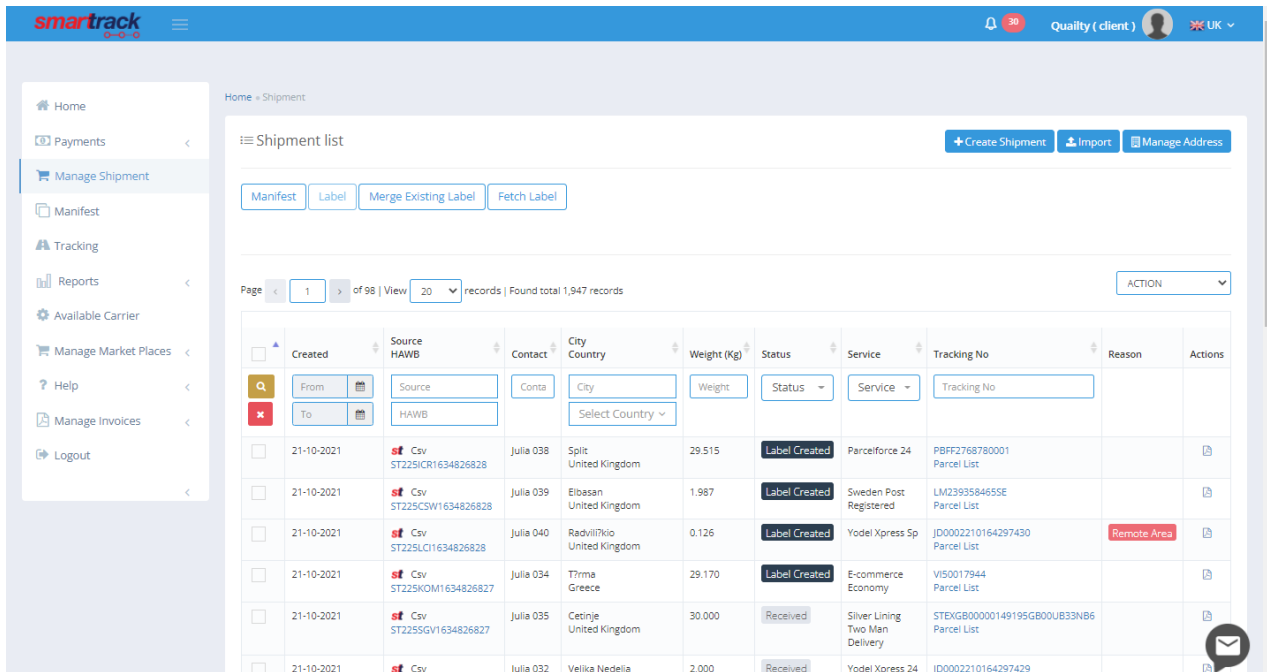 smartrack
30
Quailty ( client )
UK
Home
Payments
Manage Shipment
Manifest
Tracking
Reports
Available Carrier
Manage Market Places
Help
Manage Invoices
Logout
Home » Shipment
Shipment list
Create Shipment
Import
Manage Address
Manifest
Label
Merge Existing Label
Fetch Label
Page 1 of 98 | View 20 records | Found total 1,947 records
ACTION
Created
Source
HAWB
Contact
City
Country
Weight (Kg)
Status
Service
Tracking No
Reason
Actions
From
Source
Conta
City
Weight
Status
Service
Tracking No
To
HAWB
Select Country
21-10-2021 st Csv Julia 038 Split 29.515 Label Created Parcelforce 24 PBFF2768780001
ST225ICR1634826828 United Kingdom Parcel List
21-10-2021 st Csv Julia 039 Elbasan 1.987 Label Created Sweden Post LM239358465SE
ST225CSW1634826828 United Kingdom Registered Parcel List
21-10-2021 st Csv Julia 040 Radvili?kio 0.126 Label Created Yodel Xpress Sp JD0002210164297430 Remote Area
ST225LCI1634826828 United Kingdom Parcel List
21-10-2021 st Csv Julia 034 T?rma 29.170 Label Created E-commerce VI50017944
ST225KOM1634826827 Greece Economy Parcel List
21-10-2021 st Csv Julia 035 Cetinje 30.000 Received Silver Lining STEXGB00000149195GB00UB33NB6
ST225SGV1634826827 United Kingdom Two Man Parcel List
Delivery
21-10-2021 st Csv Julia 032 Velika Nedelja 2.000 Received Yodel Xpress 24 JD0002210164297429